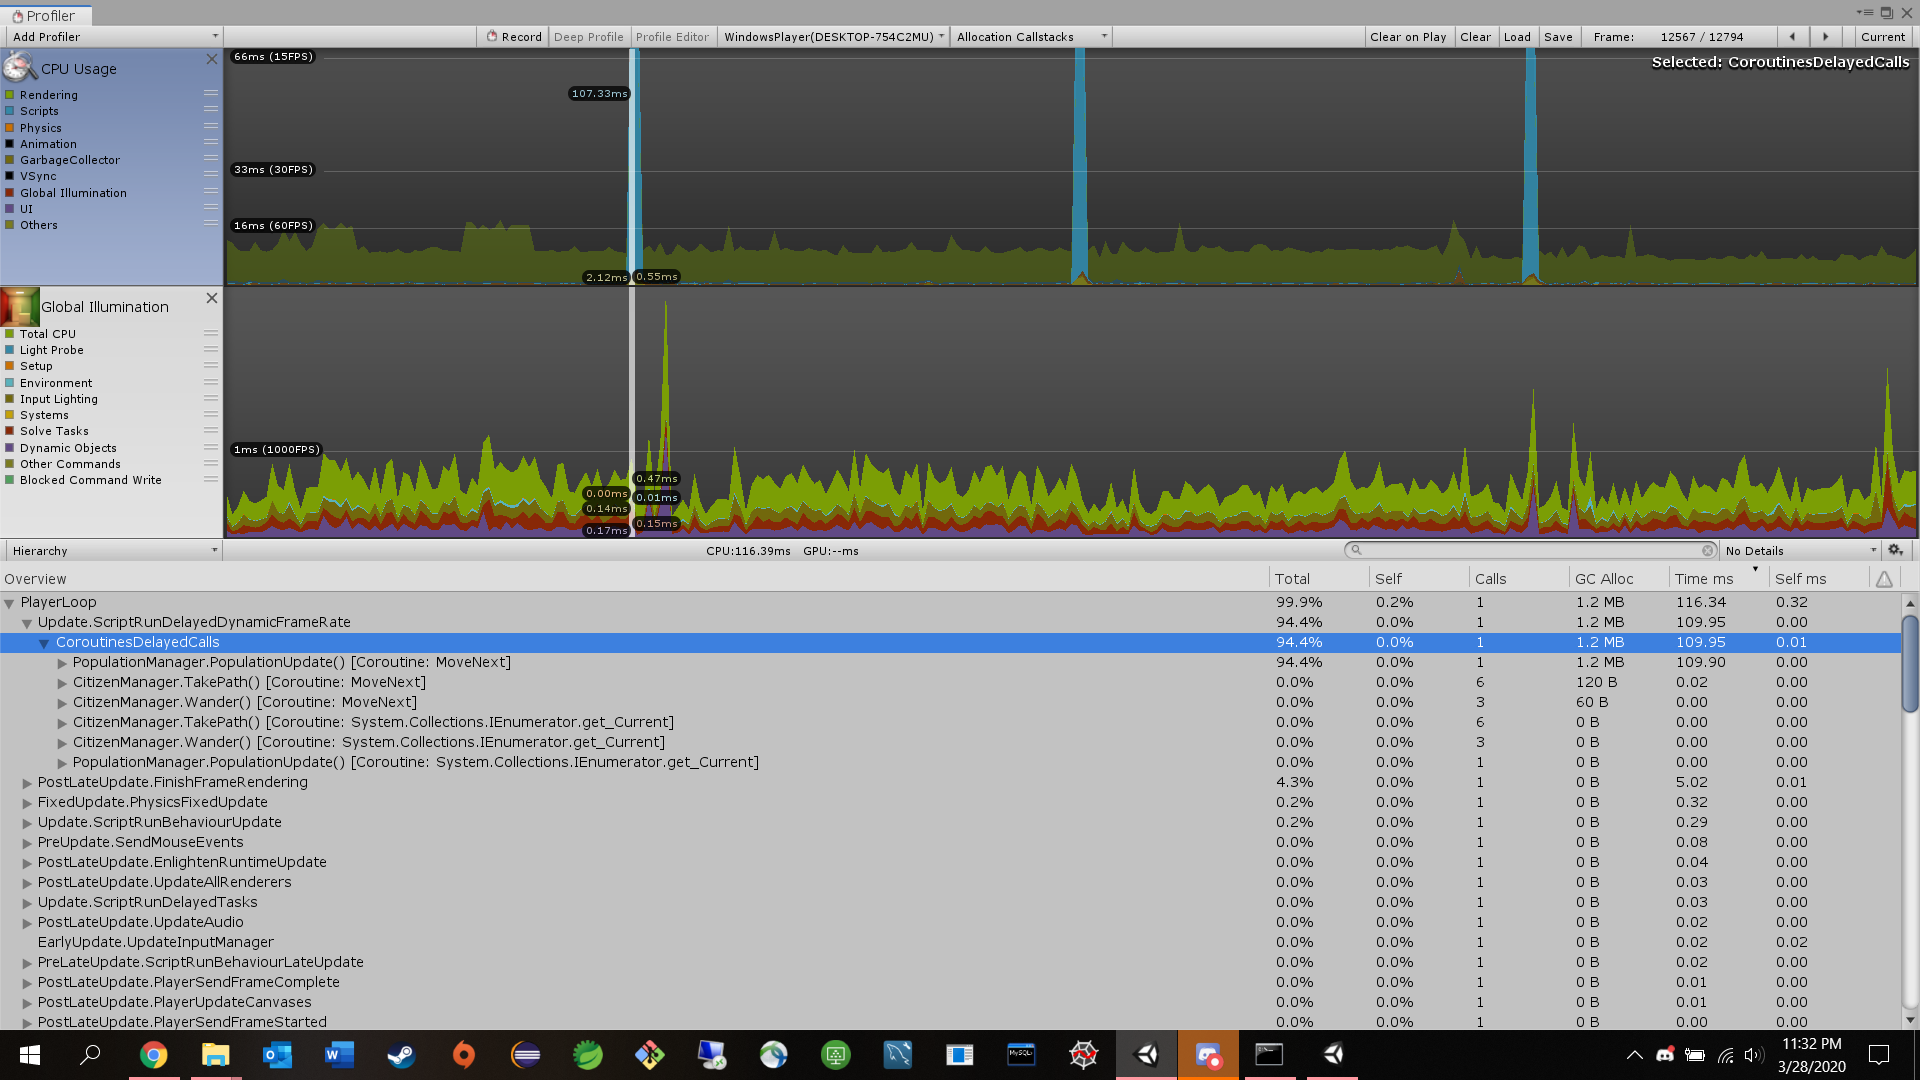 Profiler
Add Profiler
Record
Deep Profile
Profile Editor
WindowsPlayer(DESKTOP-754C2MU)
Allocation Callstacks
Clear on Play
Clear
Load
Save
Frame:
12567 / 12794
Current
CPU Usage
Rendering
Scripts
Physics
Animation
GarbageCollector
VSync
Global Illumination
UI
Others
66ms (15FPS)
33ms (30FPS)
16ms (60FPS)
107.33ms
2.12ms
0.55ms
Selected: CoroutinesDelayedCalls
Global Illumination
Total CPU
Light Probe
Setup
Environment
Input Lighting
Systems
Solve Tasks
Dynamic Objects
Other Commands
Blocked Command Write
1ms (1000FPS)
0.47ms
0.00ms
0.01ms
0.14ms
0.15ms
0.17ms
Hierarchy
CPU:116.39ms GPU:--ms
No Details
Overview Total Self Calls GC Alloc Time ms Self ms
PlayerLoop 99.9% 0.2% 1 1.2 MB 116.34 0.32
Update.ScriptRunDelayedDynamicFrameRate 94.4% 0.0% 1 1.2 MB 109.95 0.00
CoroutinesDelayedCalls 94.4% 0.0% 1 1.2 MB 109.95 0.01
PopulationManager.PopulationUpdate() [Coroutine: MoveNext] 94.4% 0.0% 1 1.2 MB 109.90 0.00
CitizenManager.TakePath() [Coroutine: MoveNext] 0.0% 0.0% 6 120 B 0.02 0.00
CitizenManager.Wander() [Coroutine: MoveNext] 0.0% 0.0% 3 60 B 0.00 0.00
CitizenManager.TakePath() [Coroutine: System.Collections.IEnumerator.get_Current] 0.0% 0.0% 6 0 B 0.00 0.00
CitizenManager.Wander() [Coroutine: System.Collections.IEnumerator.get_Current] 0.0% 0.0% 3 0 B 0.00 0.00
PopulationManager.PopulationUpdate() [Coroutine: System.Collections.IEnumerator.get_Current] 0.0% 0.0% 1 0 B 0.00 0.00
PostLateUpdate.FinishFrameRendering 4.3% 0.0% 1 0 B 5.02 0.01
FixedUpdate.PhysicsFixedUpdate 0.2% 0.0% 1 0 B 0.32 0.00
Update.ScriptRunBehaviourUpdate 0.2% 0.0% 1 0 B 0.29 0.00
PreUpdate.SendMouseEvents 0.0% 0.0% 1 0 B 0.08 0.00
PostLateUpdate.EnlightenRuntimeUpdate 0.0% 0.0% 1 0 B 0.04 0.00
PostLateUpdate.UpdateAllRenderers 0.0% 0.0% 1 0 B 0.03 0.00
Update.ScriptRunDelayedTasks 0.0% 0.0% 1 0 B 0.03 0.00
PostLateUpdate.UpdateAudio 0.0% 0.0% 1 0 B 0.02 0.00
EarlyUpdate.UpdateInputManager 0.0% 0.0% 1 0 B 0.02 0.02
PreLateUpdate.ScriptRunBehaviourLateUpdate 0.0% 0.0% 1 0 B 0.02 0.00
PostLateUpdate.PlayerSendFrameComplete 0.0% 0.0% 1 0 B 0.01 0.00
PostLateUpdate.PlayerUpdateCanvases 0.0% 0.0% 1 0 B 0.01 0.00
PostLateUpdate.PlayerSendFrameStarted 0.0% 0.0% 1 0 B 0.00 0.00
MySQL
11:32 PM
3/28/2020